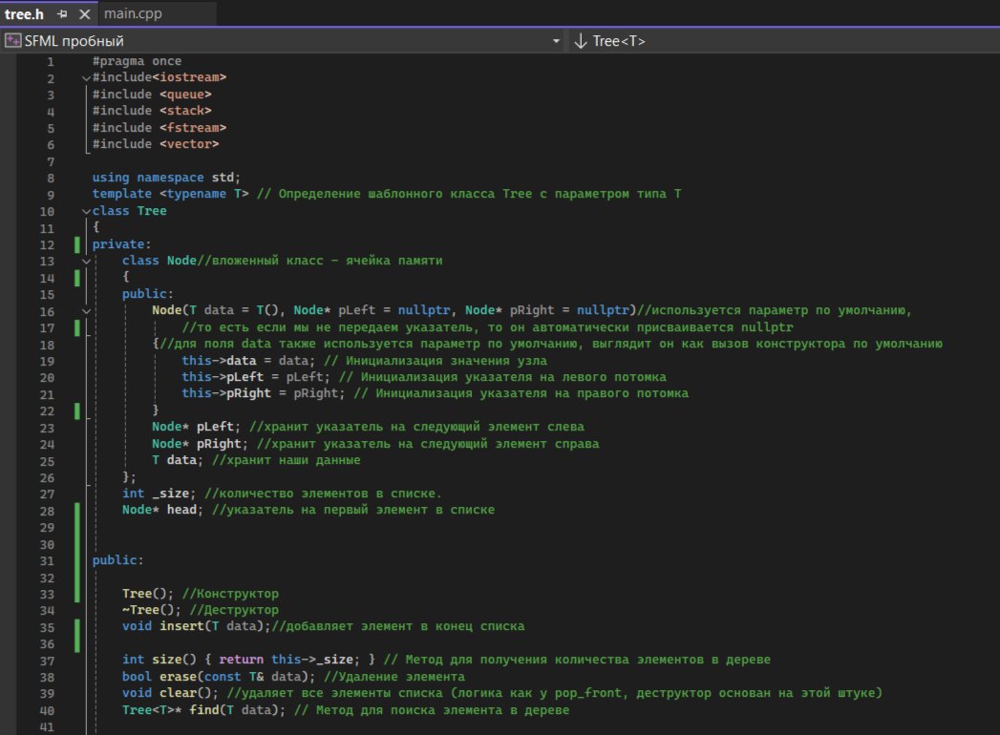 tree.h main.cpp
SFML пробный Tree<T>
1 #pragma once
2 #include<iostream>
3 #include <queue>
4 #include <stack>
5 #include <fstream>
6 #include <vector>
7
8 using namespace std;
9 template <typename T> // Определение шаблонного класса Tree с параметром типа T
10 class Tree
11 {
12 private:
13 class Node//вложенный класс - ячейка памяти
14 {
15 public:
16 Node(T data = T(), Node* pLeft = nullptr, Node* pRight = nullptr)//используется параметр по умолчанию,
17 //то есть если мы не передаем указатель, то он автоматически присваивается nullptr
18 {//для поля data также используется параметр по умолчанию, выглядит он как вызов конструктора по умолчанию
19 this->data = data; // Инициализация значения узла
20 this->pLeft = pLeft; // Инициализация указателя на левого потомка
21 this->pRight = pRight; // Инициализация указателя на правого потомка
22 }
23 Node* pLeft; //хранит указатель на следующий элемент слева
24 Node* pRight; //хранит указатель на следующий элемент справа
25 T data; //хранит наши данные
26 };
27 int _size; //количество элементов в списке.
28 Node* head; //указатель на первый элемент в списке
29
30
31 public:
32
33 Tree(); //Конструктор
34 ~Tree(); //Деструктор
35 void insert(T data);//добавляет элемент в конец списка
36
37 int size() { return this->_size; } // Метод для получения количества элементов в дереве
38 bool erase(const T& data); //Удаление элемента
39 void clear(); //удаляет все элементы списка (логика как у pop_front, деструктор основан на этой штуке)
40 Tree<T>* find(T data); // Метод для поиска элемента в дереве
41